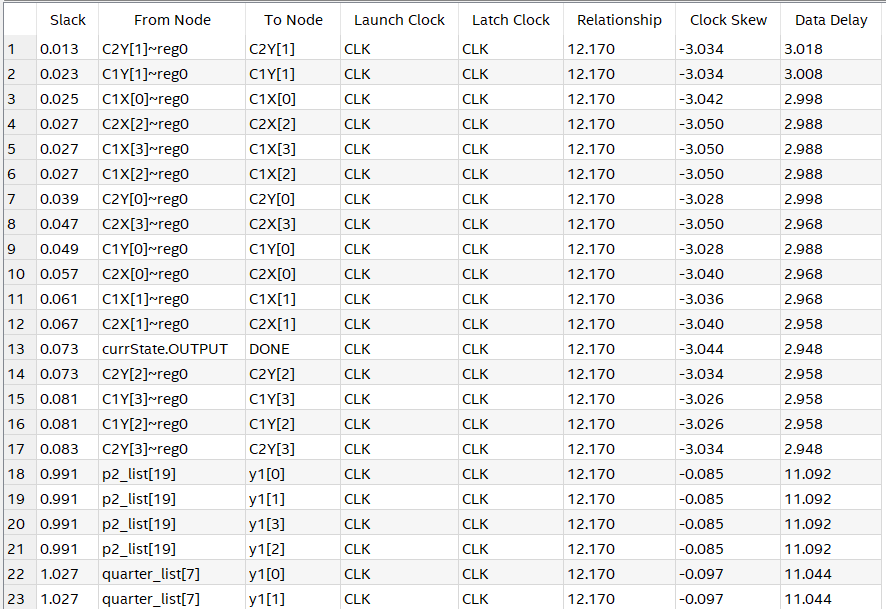 Slack From Node To Node Launch Clock Latch Clock Relationship Clock Skew Data Delay
1 0.013 C2Y[1]~reg0 C2Y[1] CLK CLK 12.170 -3.034 3.018
2 0.023 C1Y[1]~reg0 C1Y[1] CLK CLK 12.170 -3.034 3.008
3 0.025 C1X[0]~reg0 C1X[0] CLK CLK 12.170 -3.042 2.998
4 0.027 C2X[2]~reg0 C2X[2] CLK CLK 12.170 -3.050 2.988
5 0.027 C1X[3]~reg0 C1X[3] CLK CLK 12.170 -3.050 2.988
6 0.027 C1X[2]~reg0 C1X[2] CLK CLK 12.170 -3.050 2.988
7 0.039 C2Y[0]~reg0 C2Y[0] CLK CLK 12.170 -3.028 2.998
8 0.047 C2X[3]~reg0 C2X[3] CLK CLK 12.170 -3.050 2.968
9 0.049 C1Y[0]~reg0 C1Y[0] CLK CLK 12.170 -3.028 2.988
10 0.057 C2X[0]~reg0 C2X[0] CLK CLK 12.170 -3.040 2.968
11 0.061 C1X[1]~reg0 C1X[1] CLK CLK 12.170 -3.036 2.968
12 0.067 C2X[1]~reg0 C2X[1] CLK CLK 12.170 -3.040 2.958
13 0.073 currState.OUTPUT DONE CLK CLK 12.170 -3.044 2.948
14 0.073 C2Y[2]~reg0 C2Y[2] CLK CLK 12.170 -3.034 2.958
15 0.081 C1Y[3]~reg0 C1Y[3] CLK CLK 12.170 -3.026 2.958
16 0.081 C1Y[2]~reg0 C1Y[2] CLK CLK 12.170 -3.026 2.958
17 0.083 C2Y[3]~reg0 C2Y[3] CLK CLK 12.170 -3.034 2.948
18 0.991 p2_list[19] y1[0] CLK CLK 12.170 -0.085 11.092
19 0.991 p2_list[19] y1[1] CLK CLK 12.170 -0.085 11.092
20 0.991 p2_list[19] y1[3] CLK CLK 12.170 -0.085 11.092
21 0.991 p2_list[19] y1[2] CLK CLK 12.170 -0.085 11.092
22 1.027 quarter_list[7] y1[0] CLK CLK 12.170 -0.097 11.044
23 1.027 quarter_list[7] y1[1] CLK CLK 12.170 -0.097 11.044